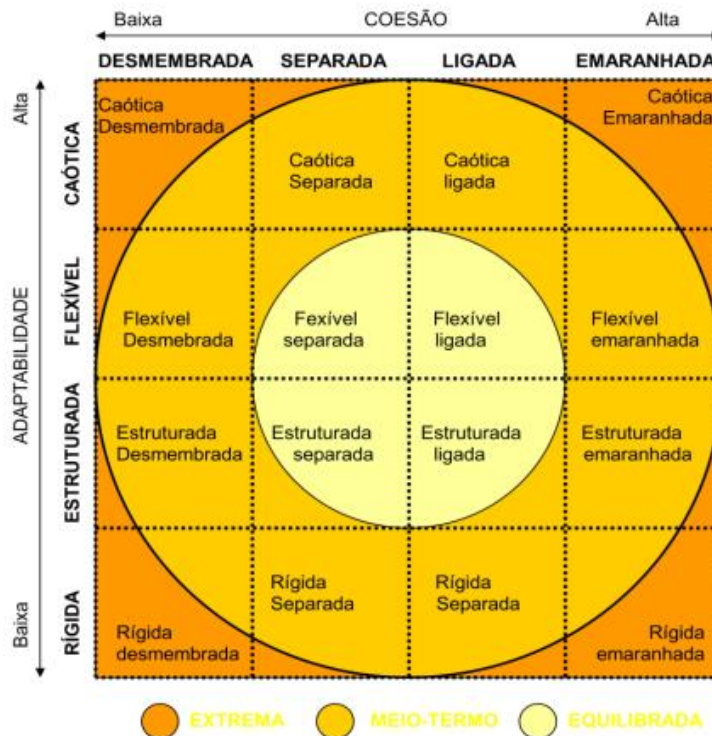 Baixa COESÃO Alta
DESMEMBRADA SEPARADA LIGADA EMARANHADA
ADAPTABILIDADE
Alta
Baixa
CAÓTICA
FLEXÍVEL
ESTRUTURADA
RÍGIDA
Caótica
Desmembrada
Caótica
Separada
Caótica
ligada
Caótica
Emaranhada
Flexível
Desmebrada
Fexível
separada
Flexível
ligada
Flexível
emaranhada
Estruturada
Desmembrada
Estruturada
separada
Estruturada
ligada
Estruturada
emaranhada
Rígida
desmembrada
Rígida
Separada
Rígida
Separada
Rígida
emaranhada
EXTREMA MEIO-TERMO EQUILIBRADA